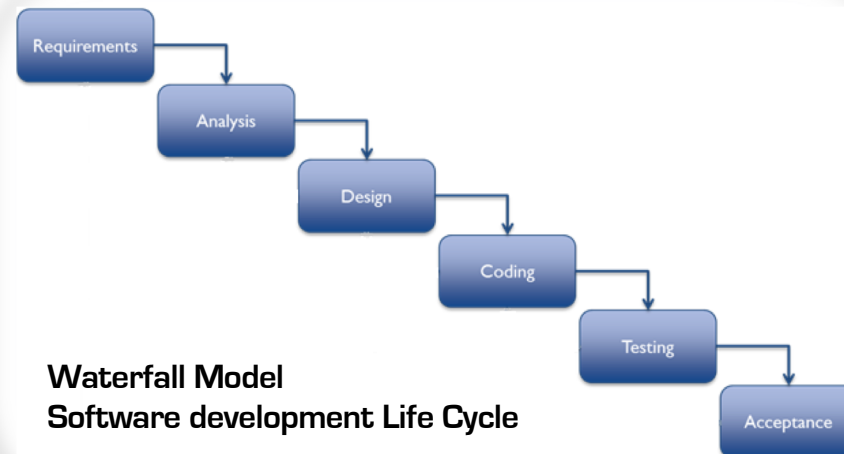 Requirements
Analysis
Design
Coding
Testing
Acceptance
Waterfall Model
Software development Life Cycle